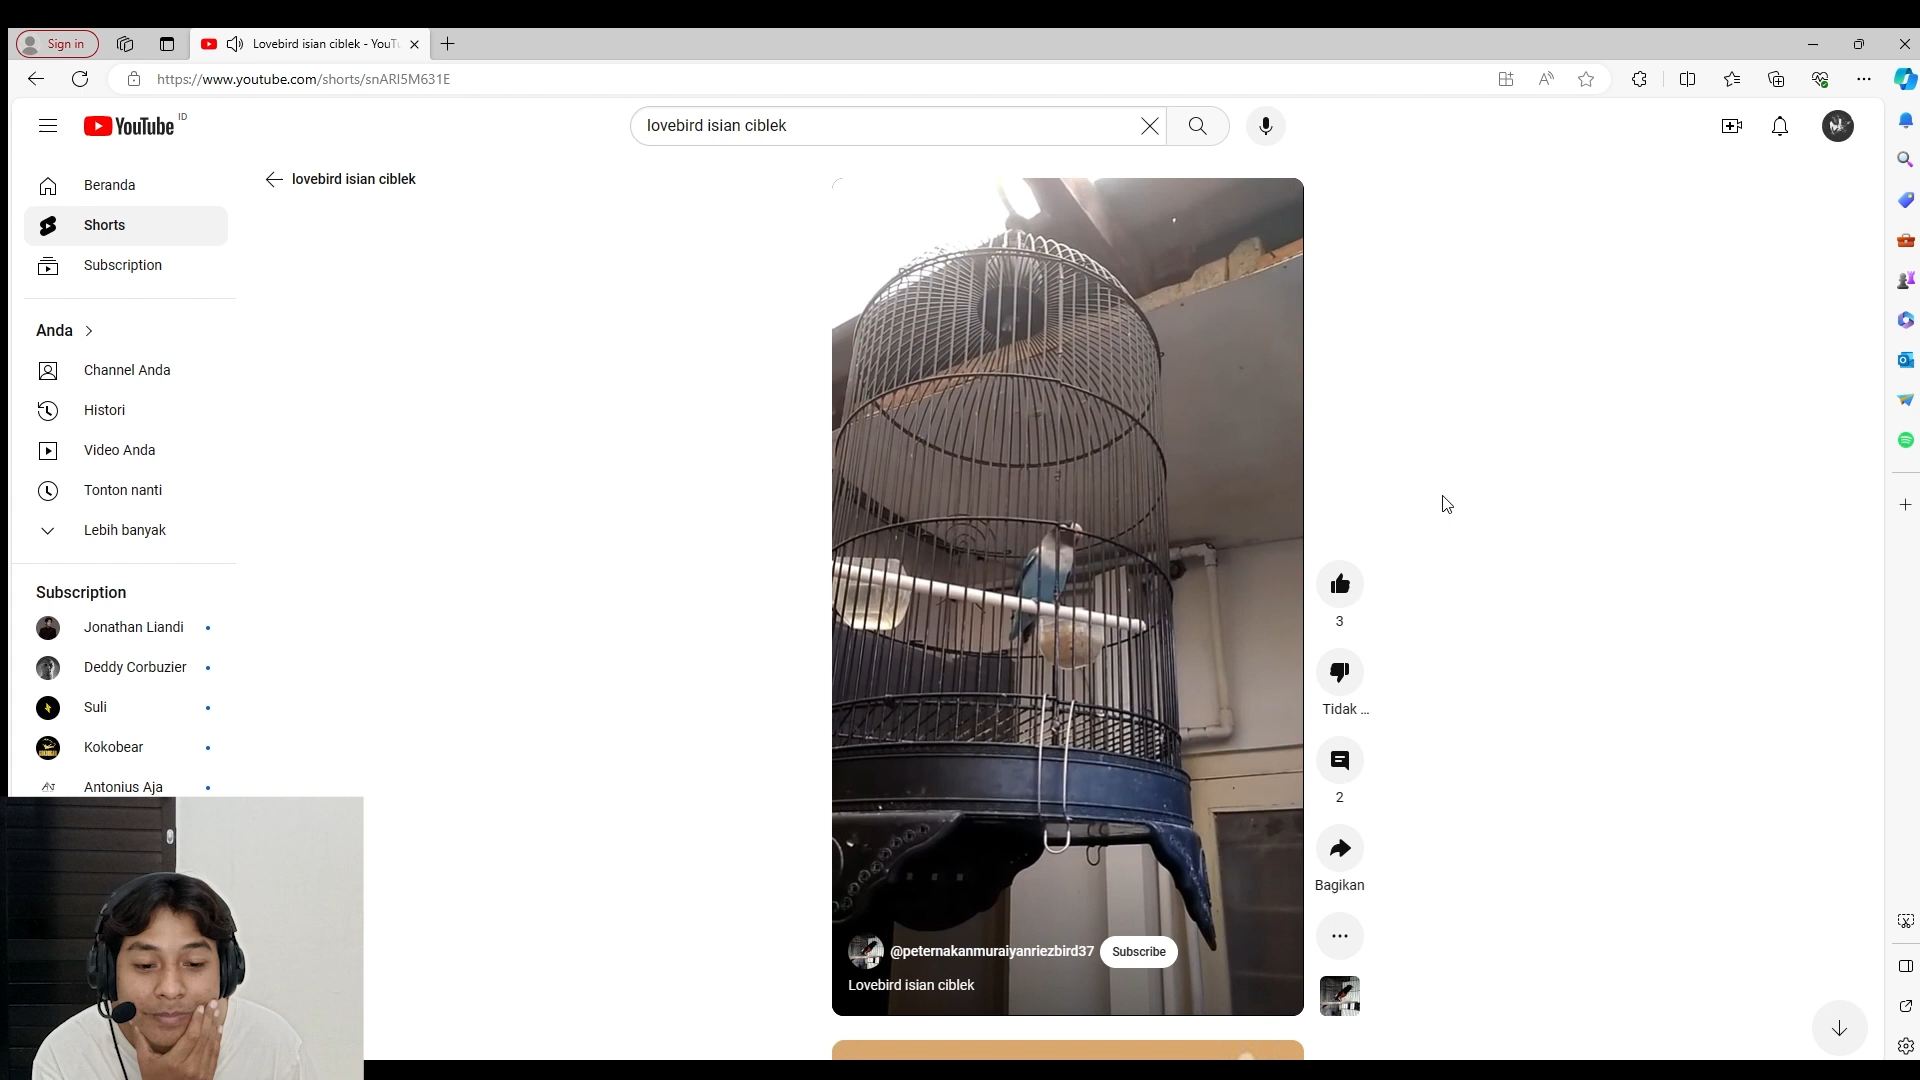 Sign in
Lovebird isian ciblek - YouTu
https://www.youtube.com/shorts/snARI5M631E
YouTube ID
lovebird isian ciblek
Beranda
Shorts
Subscription
Anda
Channel Anda
Histori
Video Anda
Tonton nanti
Lebih banyak
Subscription
Jonathan Liandi
Deddy Corbuzier
Suli
Kokobear
Antonius Aja
lovebird isian ciblek
3
Tidak ...
2
Bagikan
@peternakanmuraiyanriezbird37
Subscribe
Lovebird isian ciblek